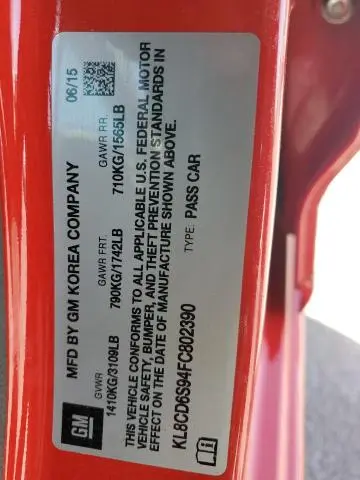 GM
MFD BY GM KOREA COMPANY 06/15
GVWR GAWR FRT. GAWR RR.
1410KG/3109LB 790KG/1742LB 710KG/1565LB
THIS VEHICLE CONFORMS TO ALL APPLICABLE U.S. FEDERAL MOTOR
VEHICLE SAFETY, BUMPER, AND THEFT PREVENTION STANDARDS IN
EFFECT ON THE DATE OF MANUFACTURE SHOWN ABOVE.
KL8CD6S94FC802390 TYPE: PASS CAR